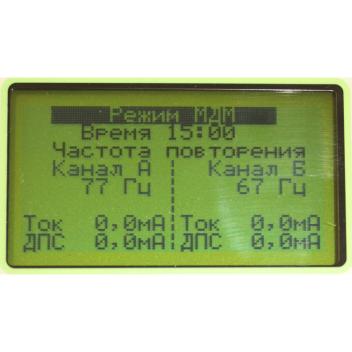 Режим МДМ
Время 15:00
Частота повторения
Канал А Канал Б
77 Гц 67 Гц
Ток 0,0мА Ток 0,0мА
ДПС 0,0мА ДПС 0,0мА